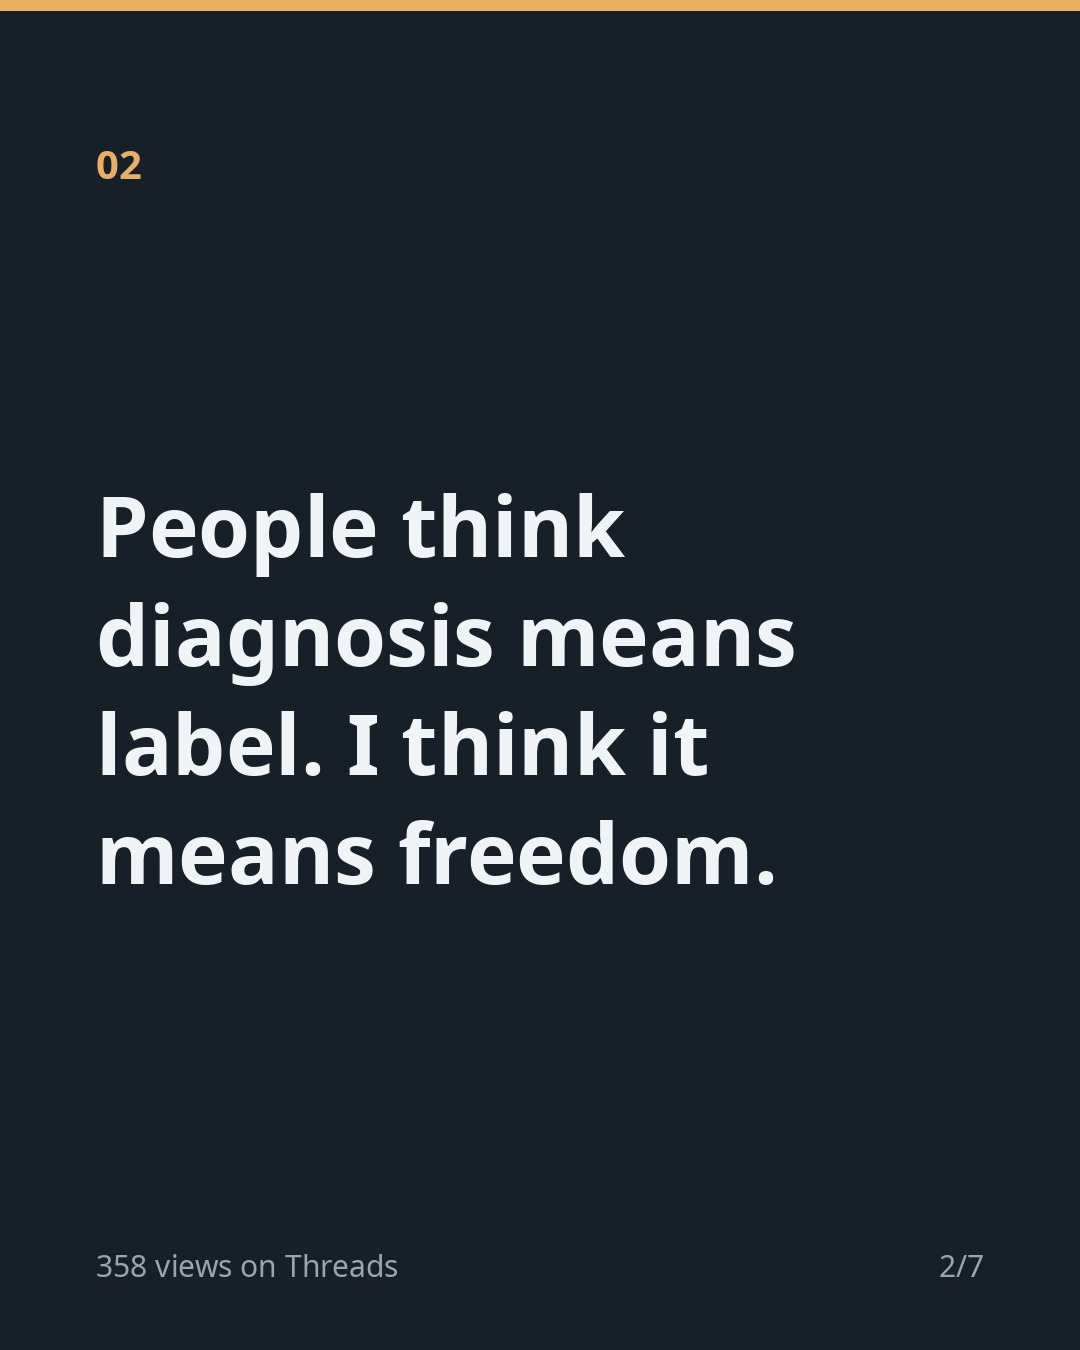 02
People think
diagnosis means
label. I think it
means freedom.
358 views on Threads
2/7